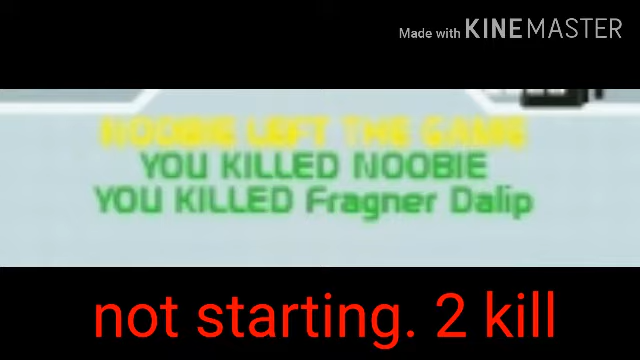 Made with KINEMASTER
NOOBIE LEFT THE GAME
YOU KILLED NOOBIE
YOU KILLED Fragner Dalip
not starting. 2 kill